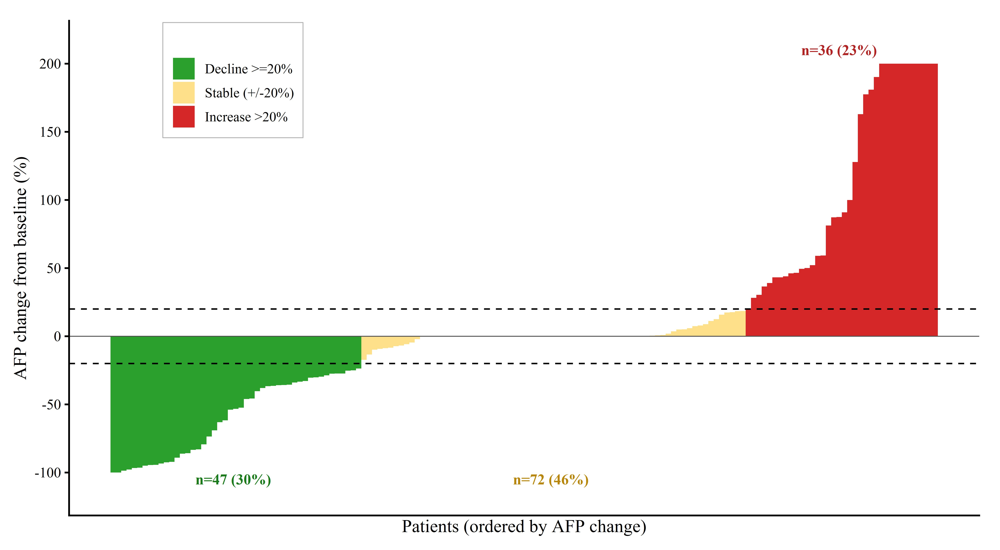 n=36 (23%)
Decline >=20%
Stable (+/-20%)
Increase >20%
200
150
100
50
0
-50
-100
AFP change from baseline (%)
n=47 (30%)
n=72 (46%)
Patients (ordered by AFP change)